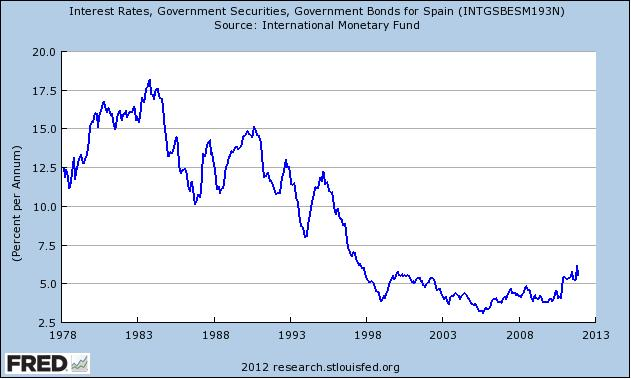 Interest Rates, Government Securities, Government Bonds for Spain (INTGSBESM193N)
Source: International Monetary Fund
(Percent per Annum)
20.0
17.5
15.0
12.5
10.0
7.5
5.0
2.5
1978 1983 1988 1993 1998 2003 2008 2013
FRED
2012 research.stlouisfed.org